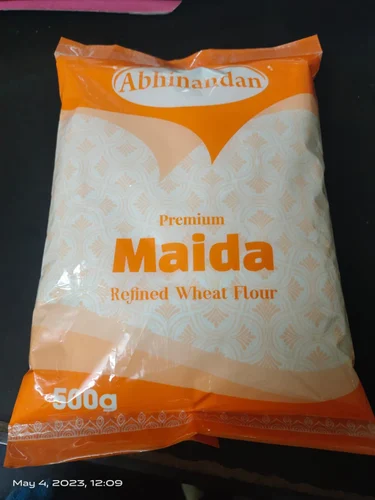 Abhinandan
Premium
Maida
Refined Wheat Flour
500g
May 4, 2023, 12:09